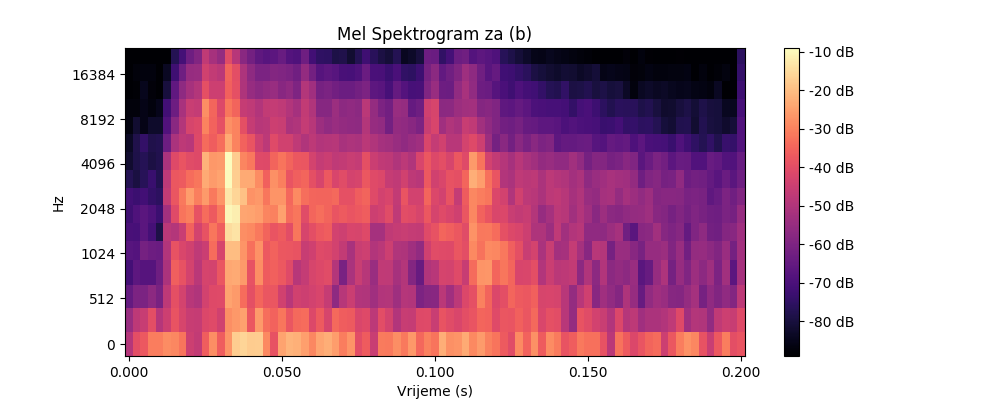 Mel Spektrogram za (b)
Hz
16384
8192
4096
2048
1024
512
0
0.000
0.050
0.100
0.150
0.200
Vrijeme (s)
-10 dB
-20 dB
-30 dB
-40 dB
-50 dB
-60 dB
-70 dB
-80 dB